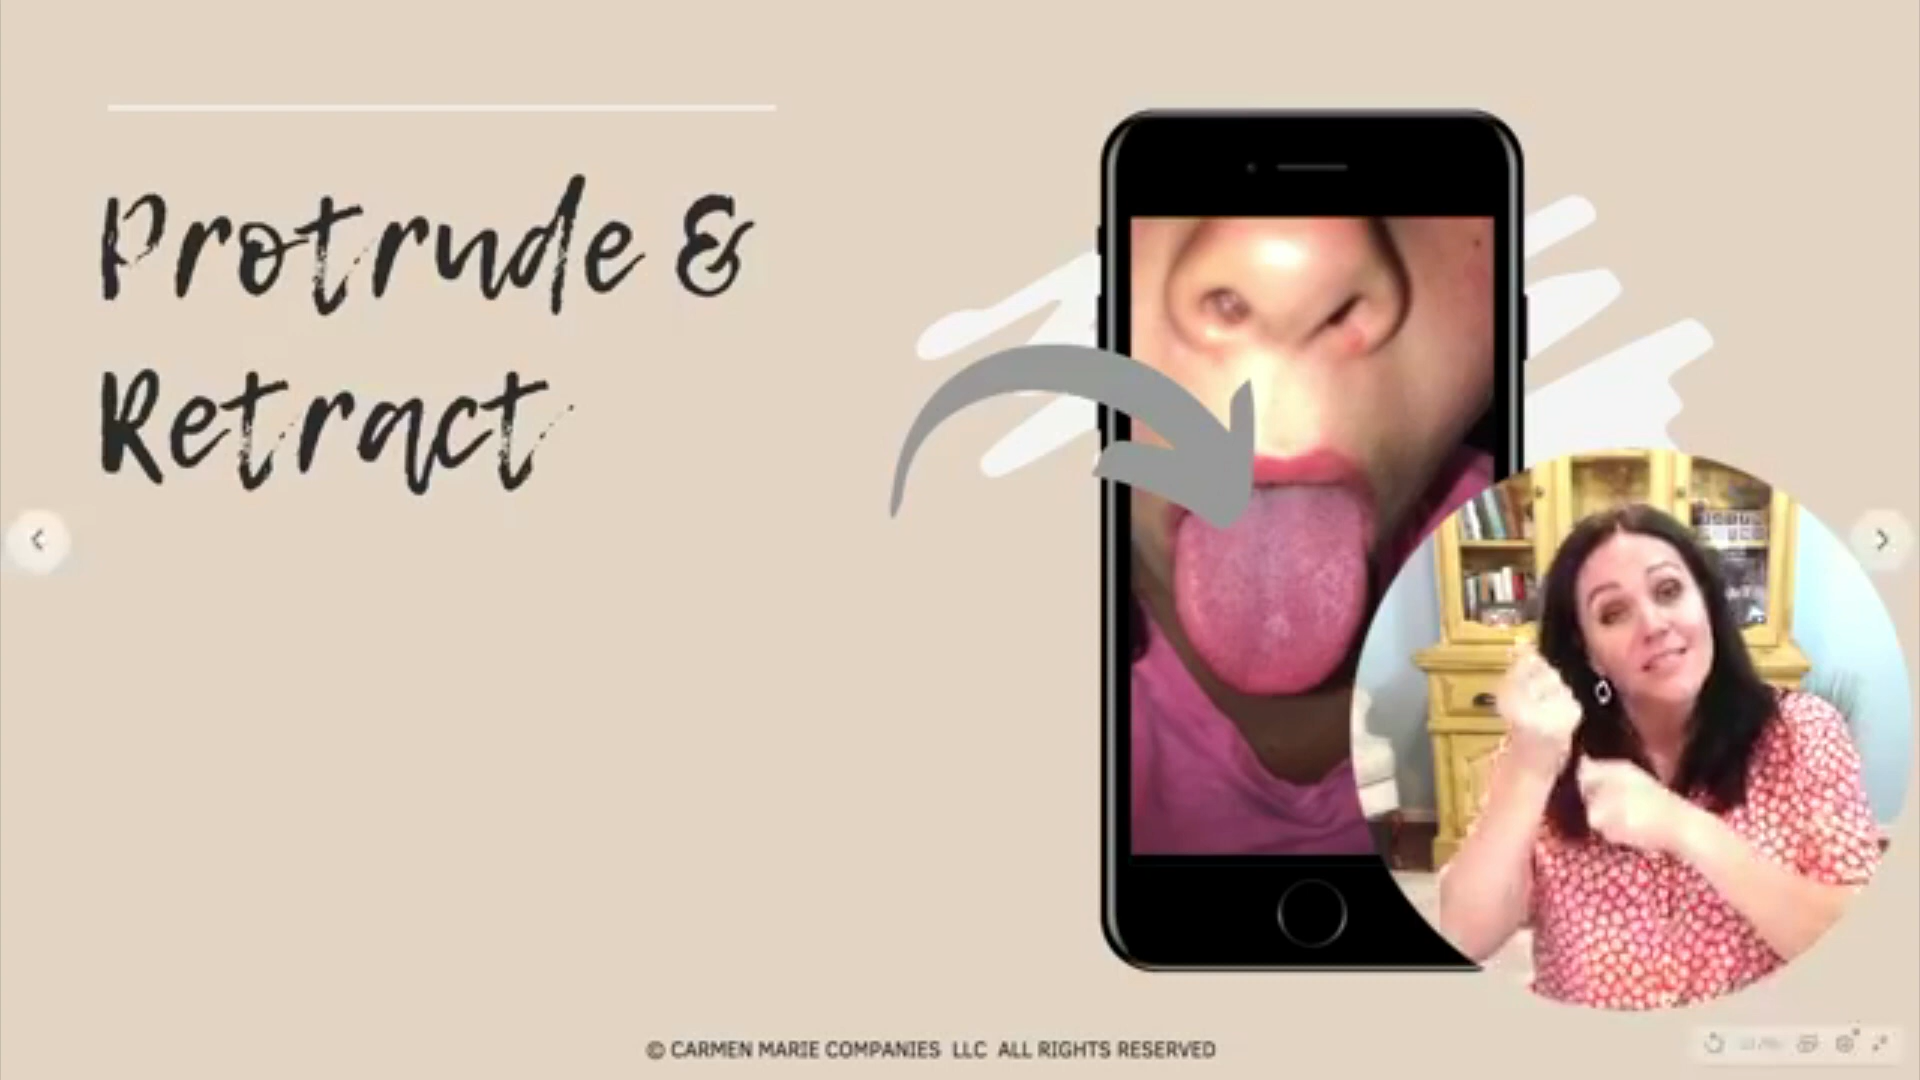 Protrude &
Retract
© CARMEN MARIE COMPANIES LLC ALL RIGHTS RESERVED